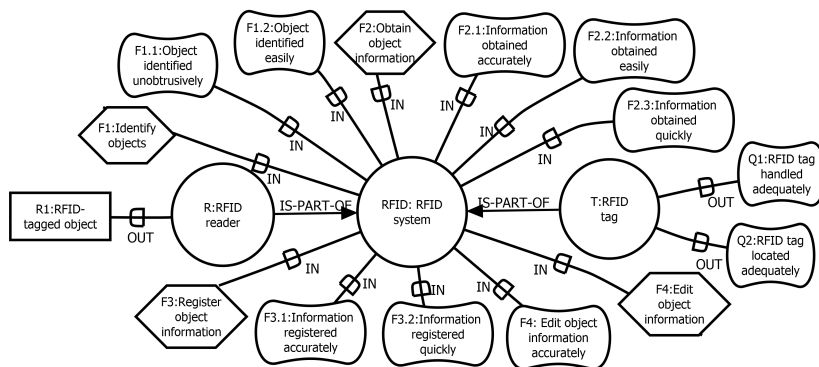 F1.1:Object
identified
unobtrusively
F1.2:Object
identified
easily
F2:Obtain
object
information
F2.1:Information
obtained
accurately
F2.2:Information
obtained
easily
F2.3:Information
obtained
quickly
F1:Identify
objects
IN
IN
IN
IN
IN
IN
IN
Q1:RFID tag
handled
adequately
R1:RFID-
tagged object
OUT
R:RFID
reader
IS-PART-OF
RFID: RFID
system
IS-PART-OF
T:RFID
tag
OUT
OUT
Q2:RFID tag
located
adequately
IN
IN
IN
IN
IN
F3:Register
object
information
F3.1:Information
registered
accurately
F3.2:Information
registered
quickly
F4: Edit object
information
accurately
F4:Edit
object
information